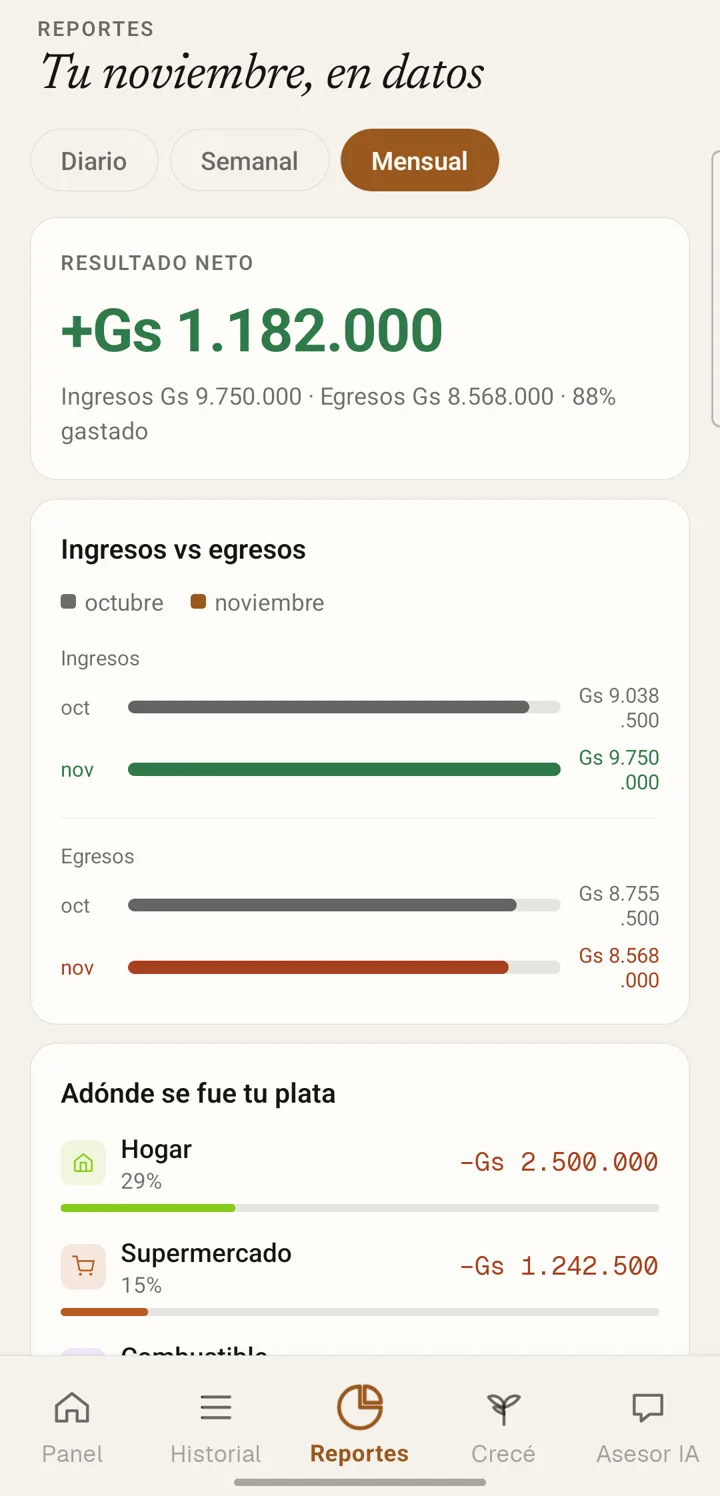 REPORTES
Tu noviembre, en datos
Diario
Semanal
Mensual
RESULTADO NETO
+Gs 1.182.000
Ingresos Gs 9.750.000 · Egresos Gs 8.568.000 · 88%
gastado
Ingresos vs egresos
octubre
noviembre
Ingresos
oct
Gs 9.038
.500
nov
Gs 9.750
.000
Egresos
oct
Gs 8.755
.500
nov
Gs 8.568
.000
Adónde se fue tu plata
Hogar
29%
−Gs 2.500.000
Supermercado
15%
−Gs 1.242.500
Combustible
Panel
Historial
Reportes
Crecé
Asesor IA